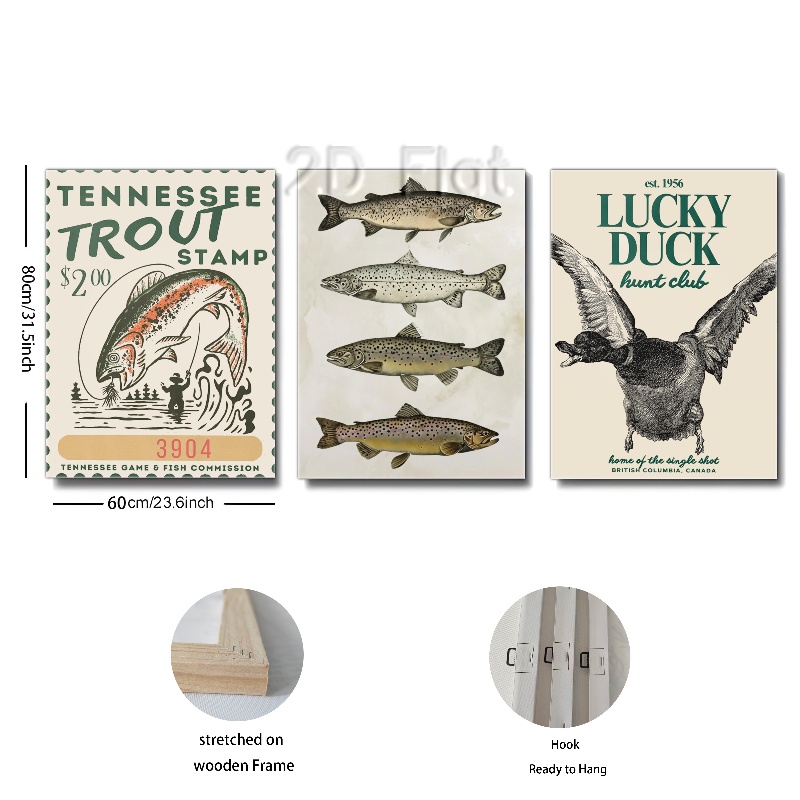 2D Flat
TENNESSEE
TROUT
STAMP
$2.00
3904
TENNESSEE GAME & FISH COMMISSION
est. 1956
LUCKY
DUCK
hunt club
home of the single shot
BRITISH COLUMBIA, CANADA
80cm/31.5inch
60cm/23.6inch
stretched on
wooden Frame
Hook
Ready to Hang